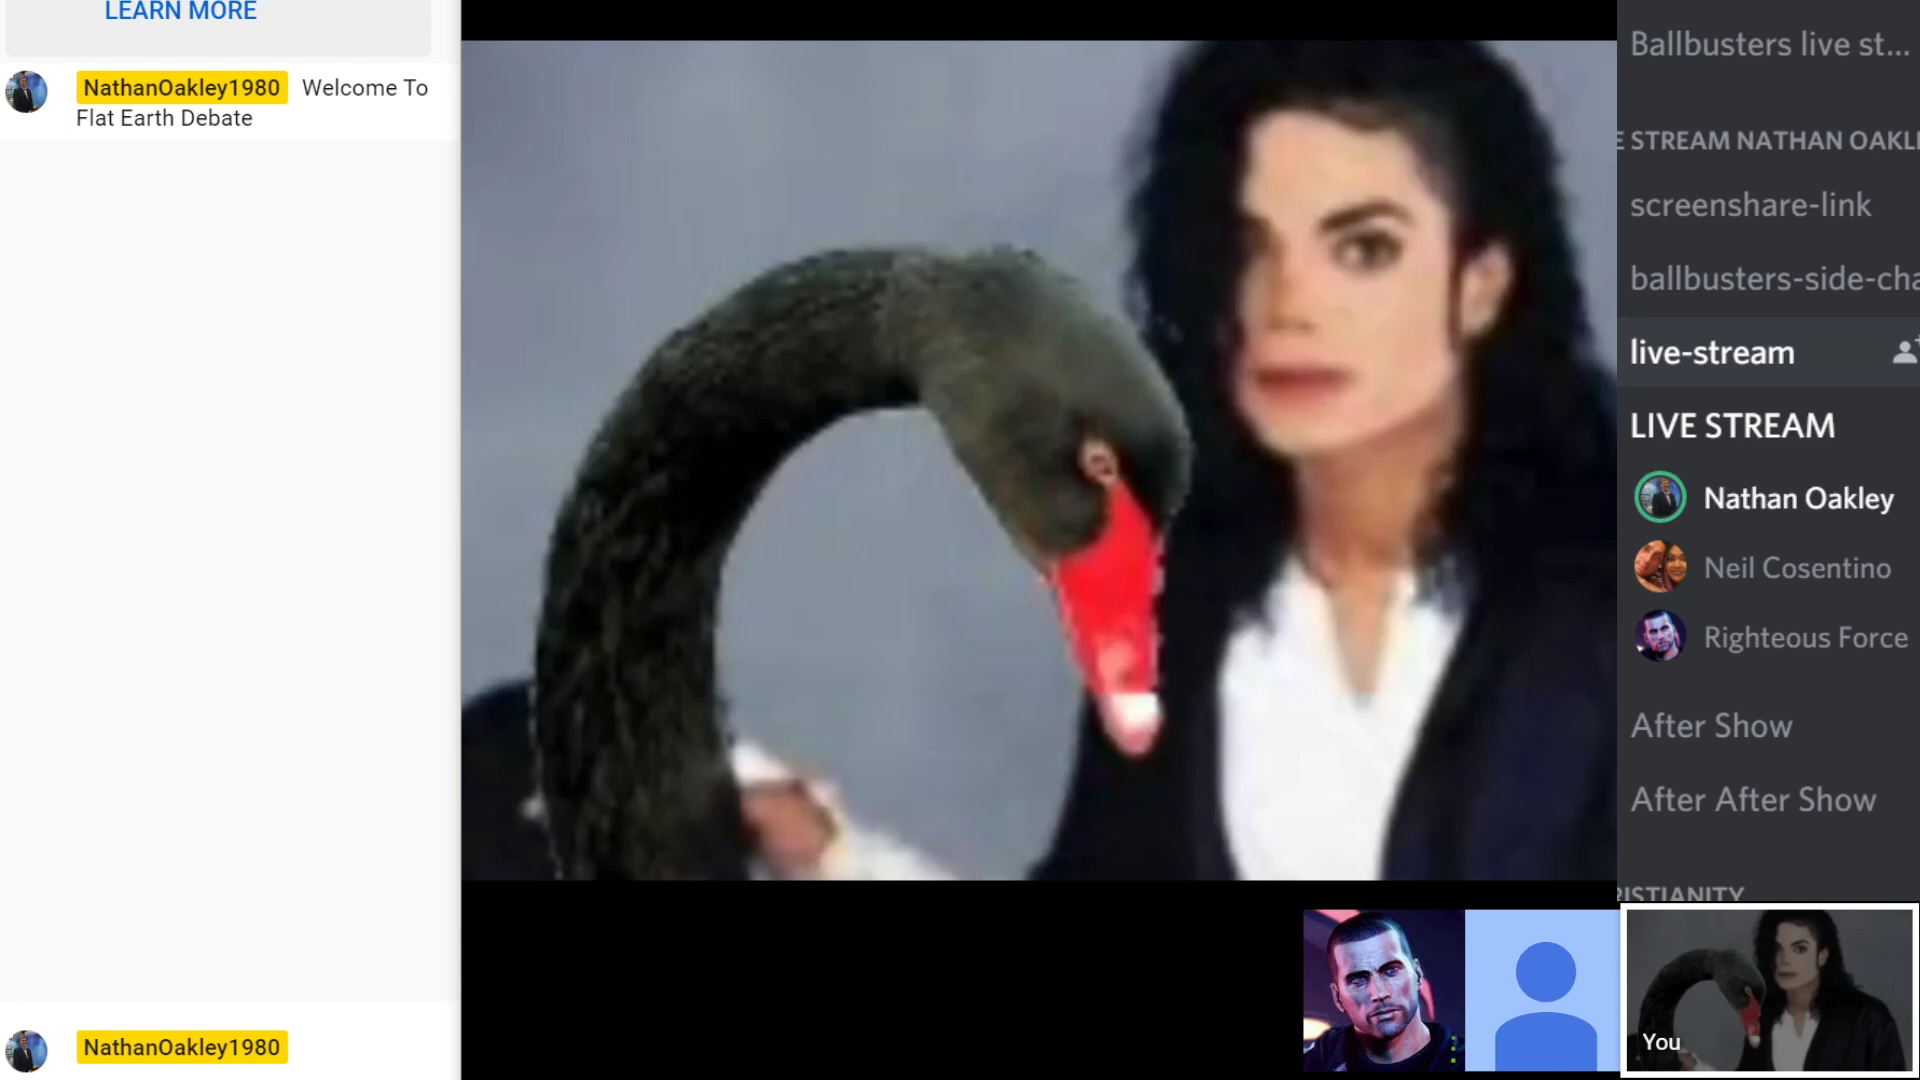 LEARN MORE
NathanOakley1980 Welcome To
Flat Earth Debate
NathanOakley1980
Ballbusters live st...
E STREAM NATHAN OAKL
screenshare-link
ballbusters-side-cha
live-stream
LIVE STREAM
Nathan Oakley
Neil Cosentino
Righteous Force
After Show
After After Show
RISTIANITY
You